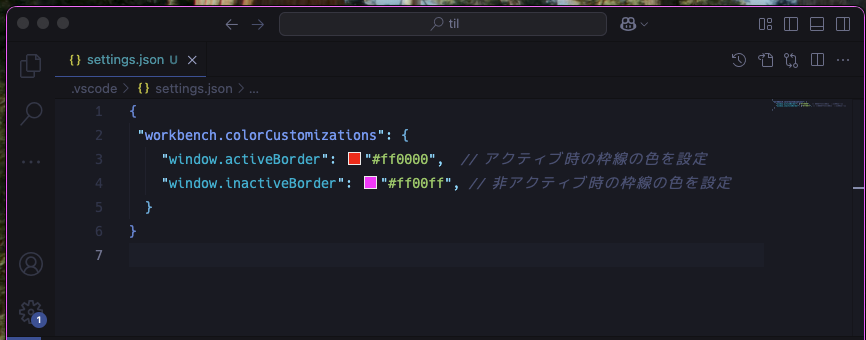 til
{} settings.json U ×
.vscode > {} settings.json > ...
1 {
2 "workbench.colorCustomizations": {
3 "window.activeBorder": "#ff0000", // アクティブ時の枠線の色を設定
4 "window.inactiveBorder": "#ff00ff", // 非アクティブ時の枠線の色を設定
5 }
6 }
7
1